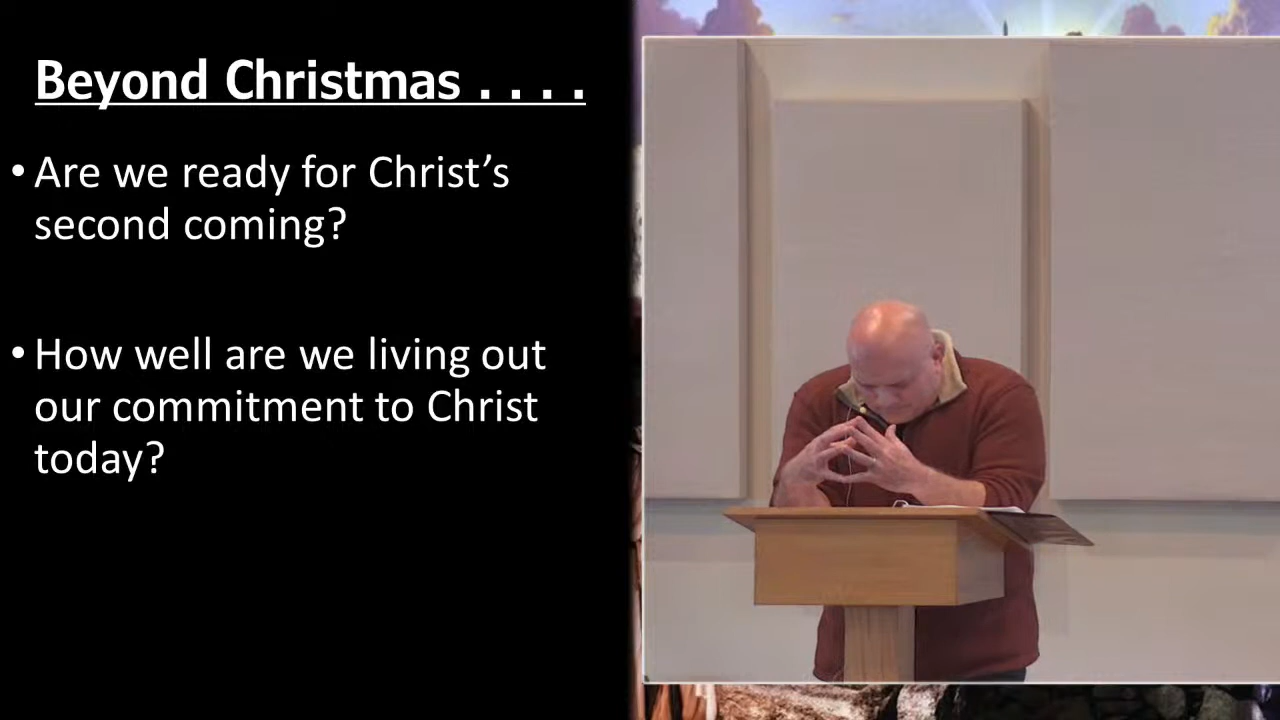 Beyond Christmas . . . .
• Are we ready for Christ’s
second coming?
• How well are we living out
our commitment to Christ
today?